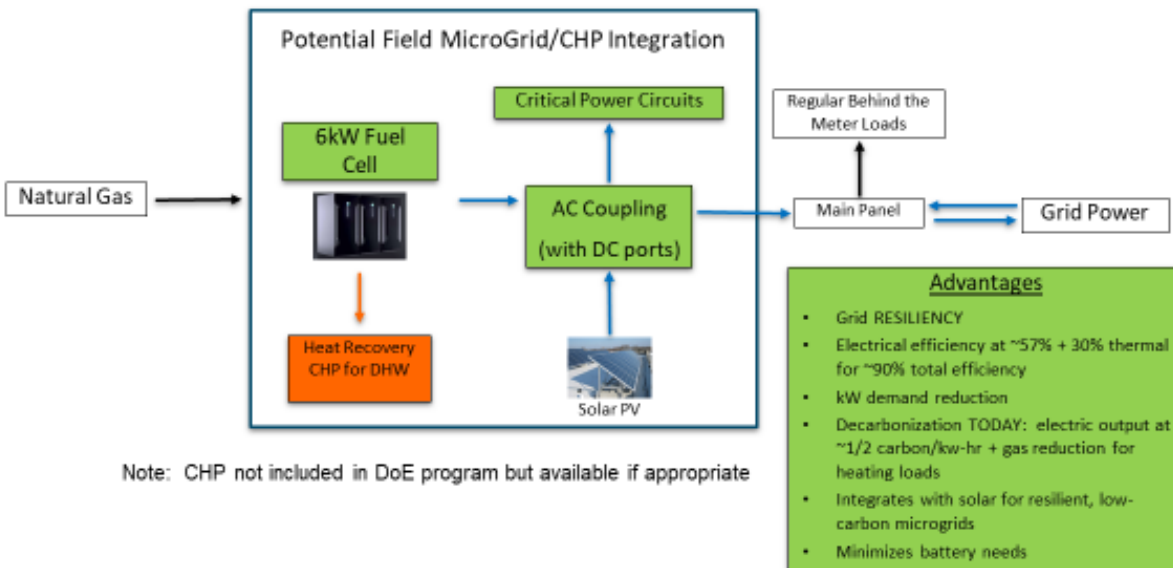 Potential Field MicroGrid/CHP Integration
Critical Power Circuits
Regular Behind the
Meter Loads
6kW Fuel
Cell
Natural Gas
AC Coupling
(with DC ports)
Main Panel
Grid Power
Heat Recovery
CHP for DHW
Solar PV
Note: CHP not included in DoE program but available if appropriate
Advantages
• Grid RESILIENCY
• Electrical efficiency at ~57% + 30% thermal
for ~90% total efficiency
• kW demand reduction
• Decarbonization TODAY: electric output at
~1/2 carbon/kw-hr + gas reduction for
heating loads
• Integrates with solar for resilient, low-
carbon microgrids
• Minimizes battery needs